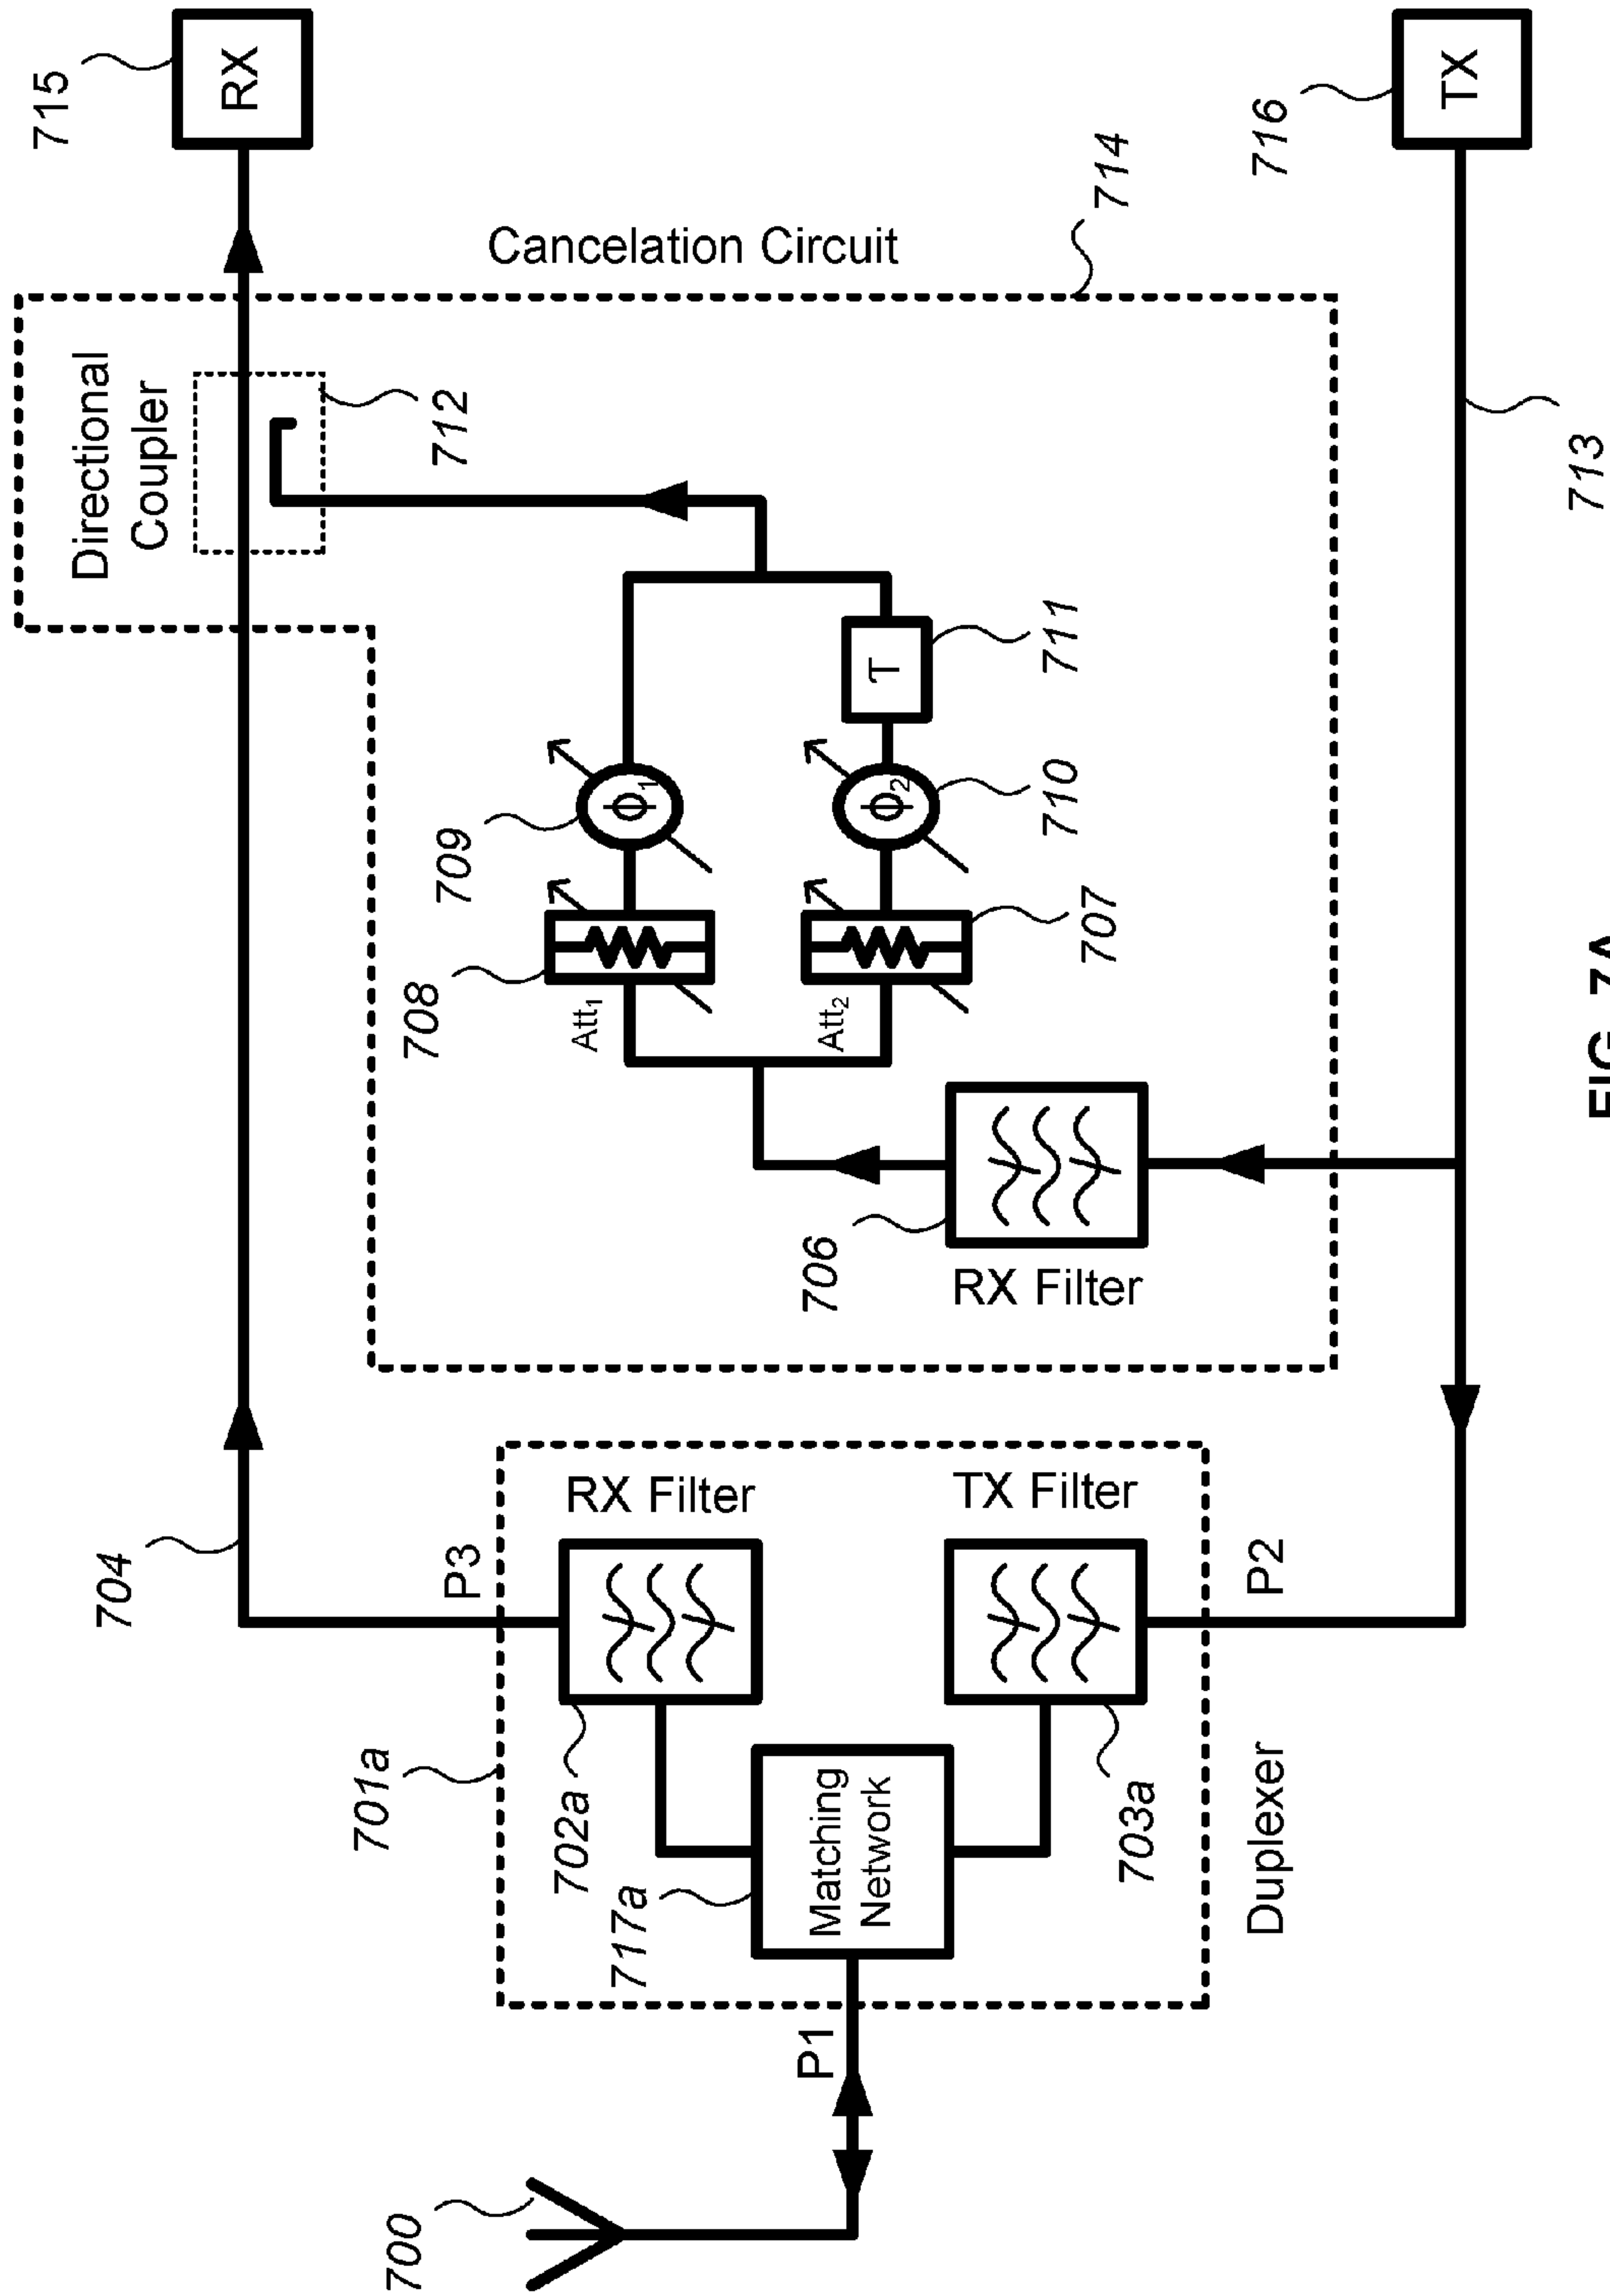 700
P1
717a
Matching
Network
702a
703a
701a
Duplexer
RX Filter
TX Filter
P3
P2
704
706
RX Filter
708
Att₁
Att₂
707
709
Φ₁
Φ₂
710
τ
711
Directional
Coupler
712
Cancelation Circuit
714
713
715
RX
716
TX
FIG. 7A